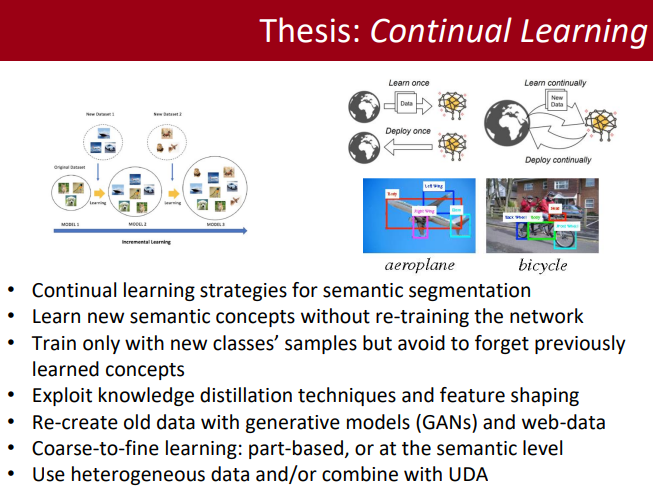 Thesis: Continual Learning
New Dataset 1
New Dataset 2
Original Dataset
Learning
Learning
MODEL 1
MODEL 2
MODEL 3
Incremental Learning
Learn once
Data
Deploy once
Learn continually
New
Data
Deploy continually
Body
Left Wing
Right Wing
Stern
aeroplane
Back Wheel
Body
Seat
Front Wheel
bicycle
• Continual learning strategies for semantic segmentation
• Learn new semantic concepts without re-training the network
• Train only with new classes’ samples but avoid to forget previously
learned concepts
• Exploit knowledge distillation techniques and feature shaping
• Re-create old data with generative models (GANs) and web-data
• Coarse-to-fine learning: part-based, or at the semantic level
• Use heterogeneous data and/or combine with UDA